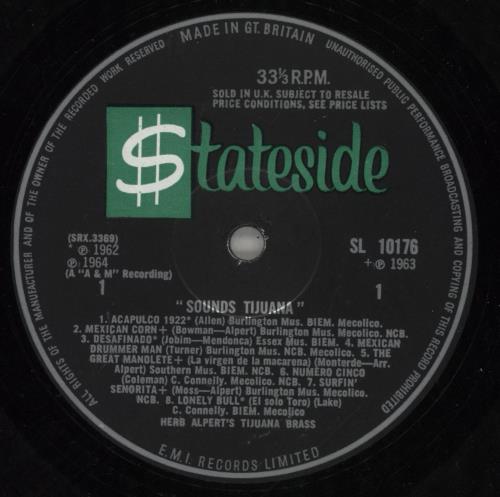 MADE IN GT. BRITAIN
ALL RIGHTS OF THE MANUFACTURER AND OF THE OWNER OF THE RECORDED WORK RESERVED
UNAUTHORISED PUBLIC PERFORMANCE BROADCASTING AND COPYING OF THIS RECORD PROHIBITED
33⅓ R.P.M.
SOLD IN U.K. SUBJECT TO RESALE
PRICE CONDITIONS, SEE PRICE LISTS
$tateside
(SRX.3369)
* ℗ 1962
℗ 1964
(A "A & M" Recording)
1
SL 10176
+ ℗ 1963
1
"SOUNDS TIJUANA"
1. ACAPULCO 1922* (Allen) Burlington Mus. BIEM. Mecolico.
2. MEXICAN CORN+ (Bowman—Alpert) Burlington Mus. Mecolico. NCB.
3. DESAFINADO* (Jobim—Mendonca) Essex Mus. BIEM. 4. MEXICAN
DRUMMER MAN (Turner) Burlington Mus. NCB. Mecolico. 5. THE
GREAT MANOLETE+ (La virgen de la macarena) (Monterde—Arr.
Alpert) Southern Mus. BIEM. 6. NUMERO CINCO
(Coleman) C. Connelly. Mecolico. NCB. 7. SURFIN'
SENORITA+ (Moss—Alpert) Burlington Mus. Mecolico.
NCB. 8. LONELY BULL* (El solo Toro) (Lake)
C. Connelly. BIEM. Mecolico
HERB ALPERT'S TIJUANA BRASS
E.M.I. RECORDS LIMITED